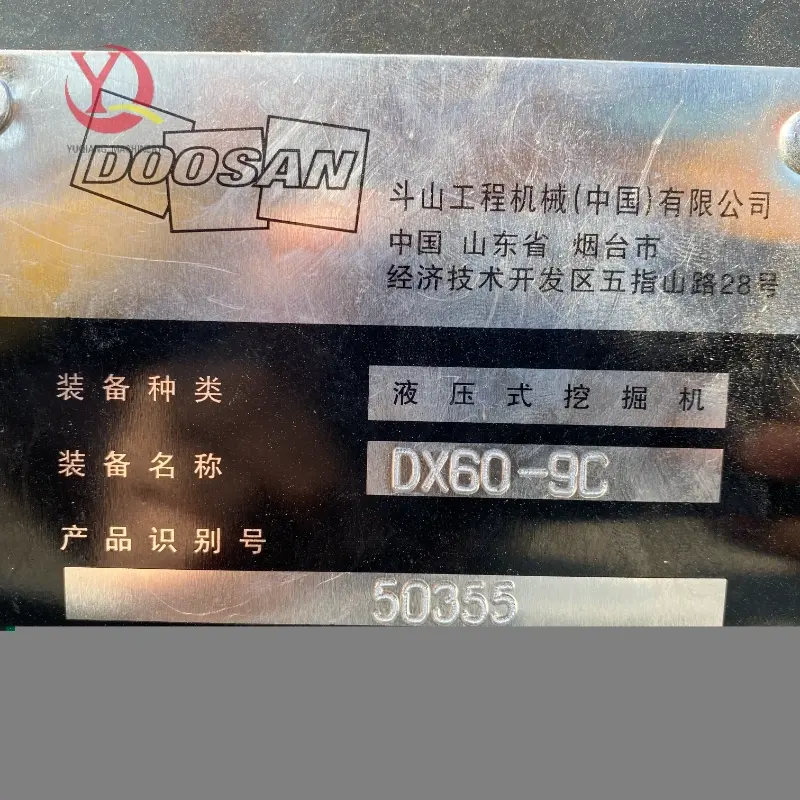 YUQIANG MACHINERY
DOOSAN
斗山工程机械(中国)有限公司
中国 山东省 烟台市
经济技术开发区五指山路28号
装备种类 液压式挖掘机
装备名称 DX60-9C
产品识别号
50355